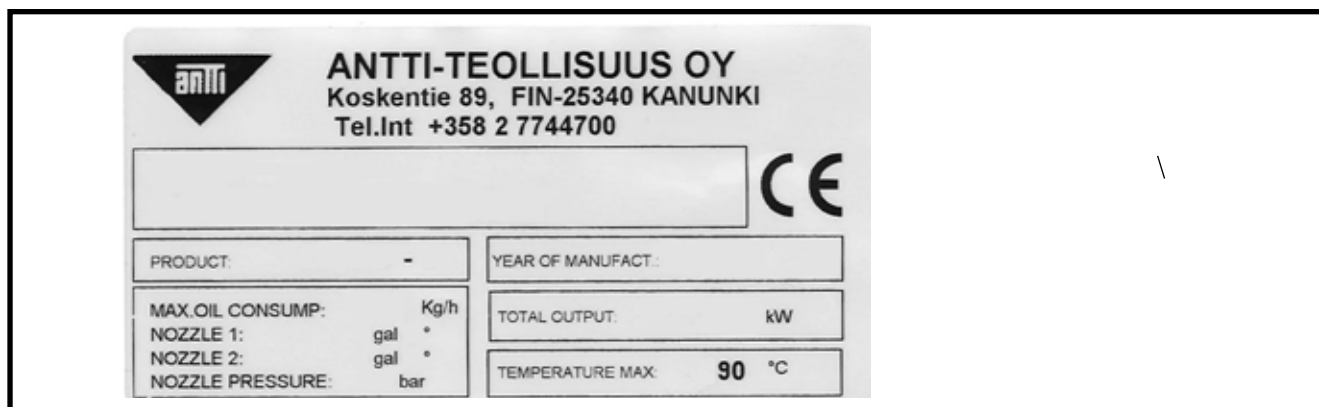 antti
ANTTI-TEOLLISUUS OY
Koskentie 89, FIN-25340 KANUNKI
Tel.Int +358 2 7744700
CE
\
PRODUCT: -
YEAR OF MANUFACT.:
MAX.OIL CONSUMP: Kg/h
NOZZLE 1: gal °
NOZZLE 2: gal °
NOZZLE PRESSURE: bar
TOTAL OUTPUT: kW
TEMPERATURE MAX: 90 °C